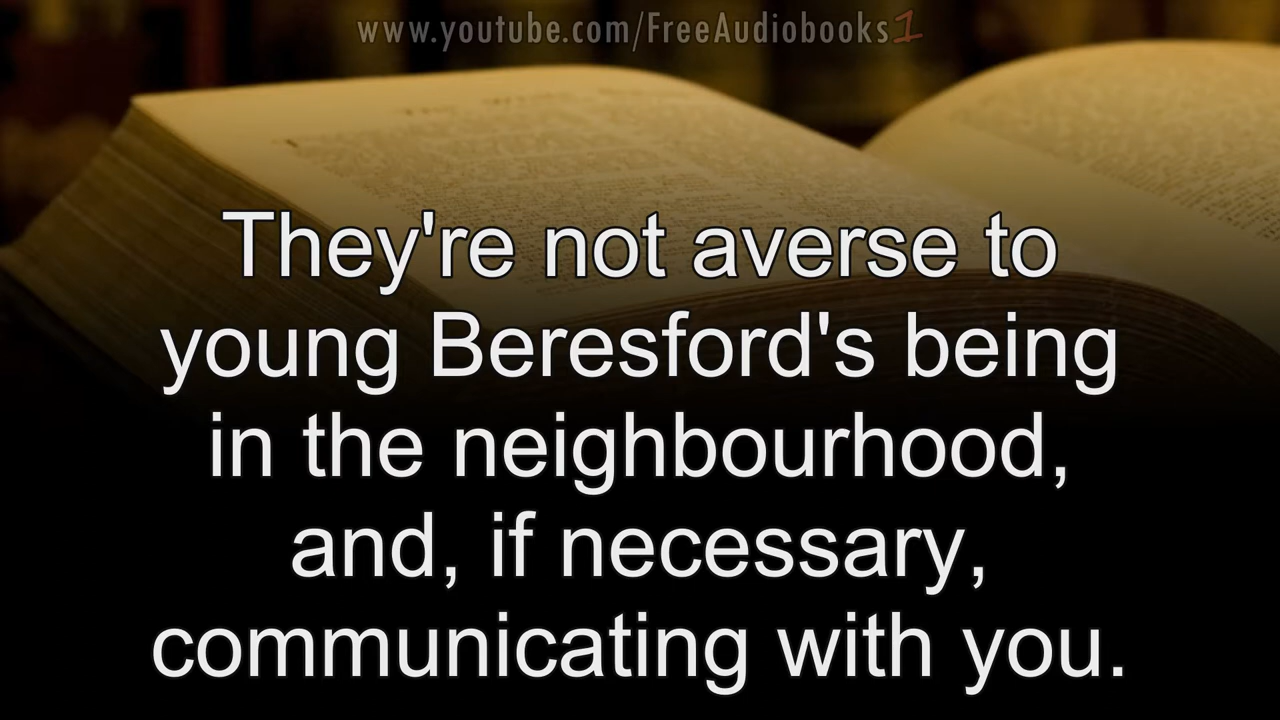 www.youtube.com/FreeAudiobooks1
They're not averse to
young Beresford's being
in the neighbourhood,
and, if necessary,
communicating with you.